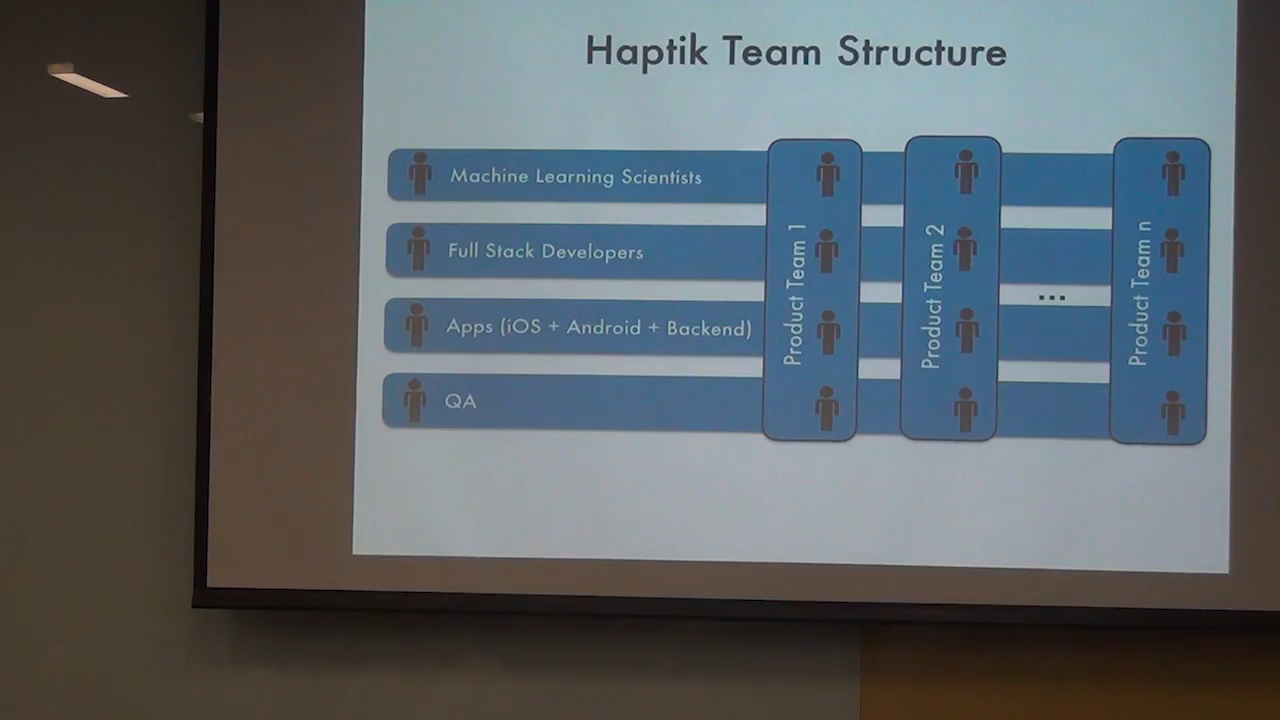 Haptik Team Structure
Machine Learning Scientists
Full Stack Developers
Apps (iOS + Android + Backend)
QA
Product Team 1
Product Team 2
...
Product Team n